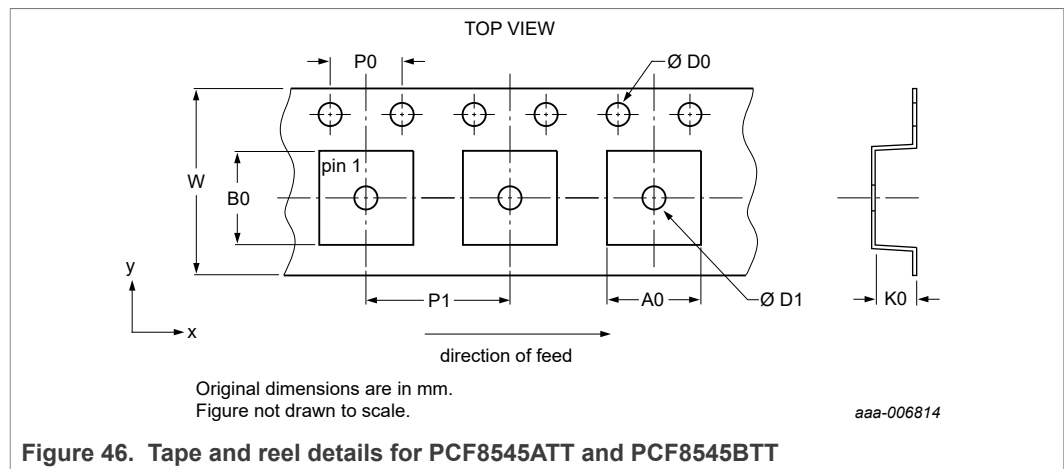 TOP VIEW
P0
Ø D0
pin 1
W
B0
y
x
P1
A0
Ø D1
K0
direction of feed
Original dimensions are in mm.
Figure not drawn to scale.
aaa-006814
Figure 46. Tape and reel details for PCF8545ATT and PCF8545BTT